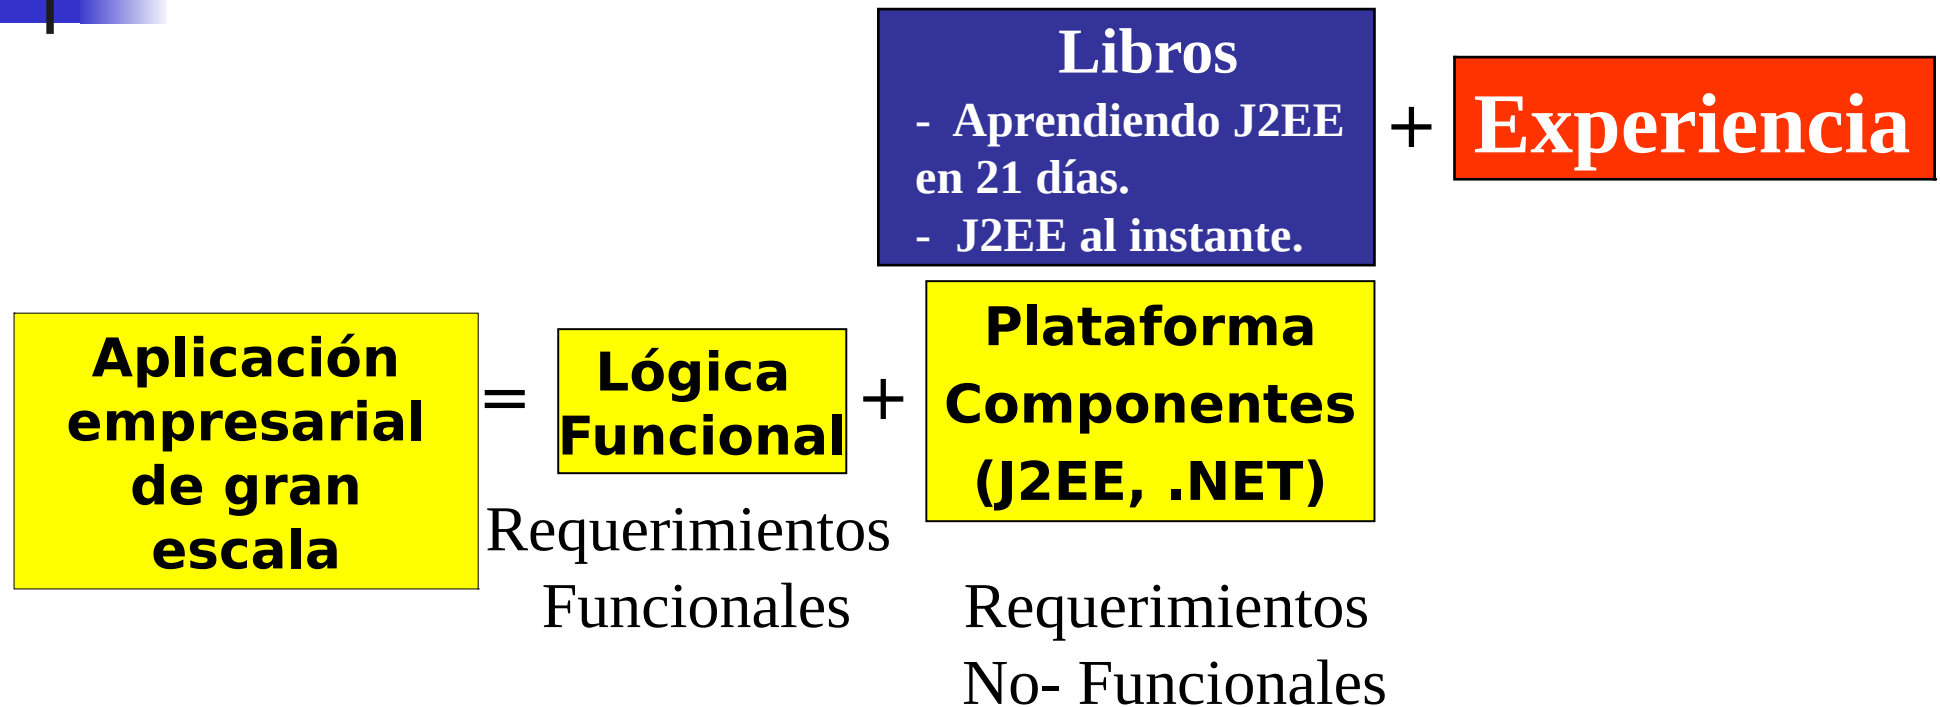 Libros
- Aprendiendo J2EE
en 21 días.
- J2EE al instante.
+
Experiencia
Aplicación
empresarial
de gran
escala
=
Lógica
Funcional
+
Plataforma
Componentes
(J2EE, .NET)
Requerimientos
Funcionales
Requerimientos
No- Funcionales